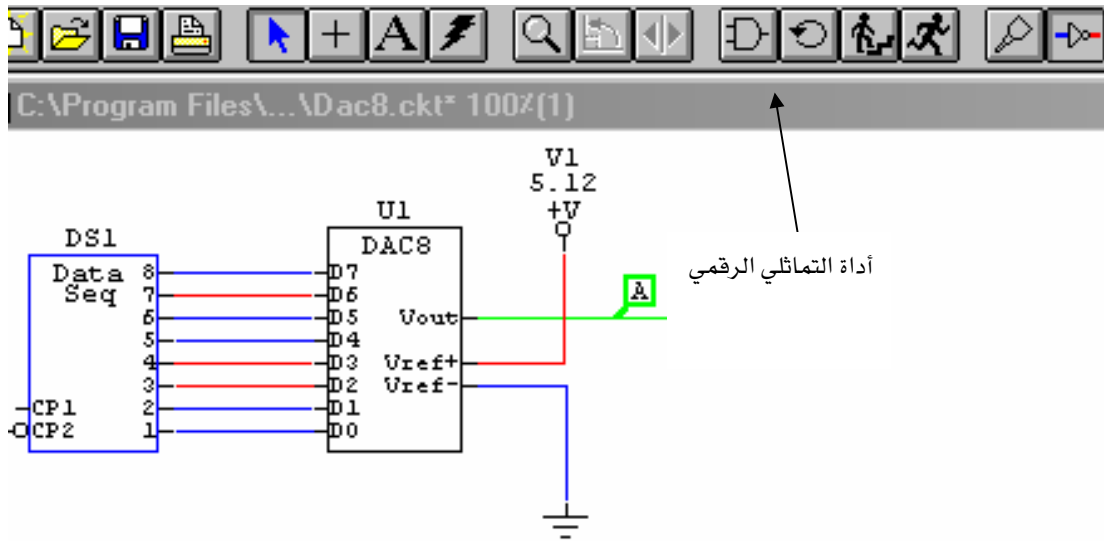 A
C:\Program Files\...\Dac8.ckt* 100%(1)
V1
5.12
+V
U1
DAC8
DS1
Data
Seq
8
7
6
5
4
3
2
1
CP1
CP2
D7
D6
D5
D4
D3
D2
D1
D0
Vout
Vref+
Vref-
A
أداة التماثلي الرقمي